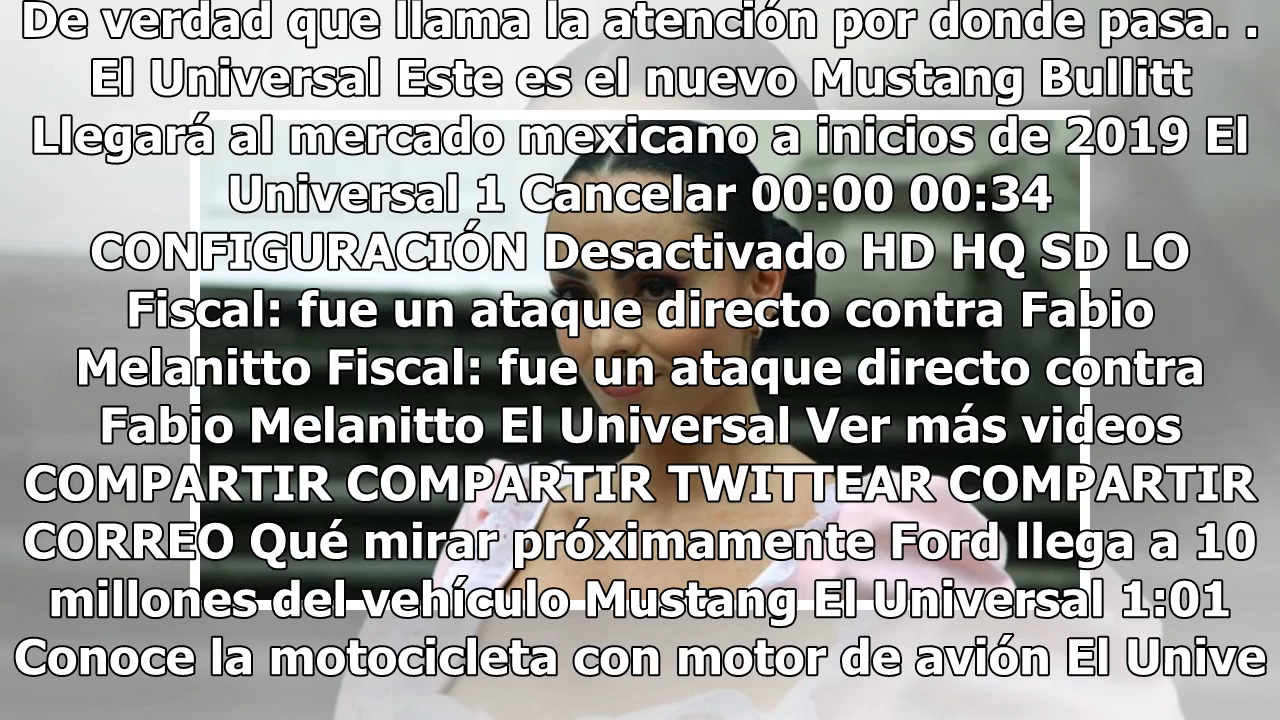 De verdad que llama la atención por donde pasa. .
El Universal Este es el nuevo Mustang Bullitt
Llegará al mercado mexicano a inicios de 2019 El
Universal 1 Cancelar 00:00 00:34
CONFIGURACIÓN Desactivado HD HQ SD LO
Fiscal: fue un ataque directo contra Fabio
Melanitto Fiscal: fue un ataque directo contra
Fabio Melanitto El Universal Ver más videos
COMPARTIR COMPARTIR TWITTEAR COMPARTIR
CORREO Qué mirar próximamente Ford llega a 10
millones del vehículo Mustang El Universal 1:01
Conoce la motocicleta con motor de avión El Unive